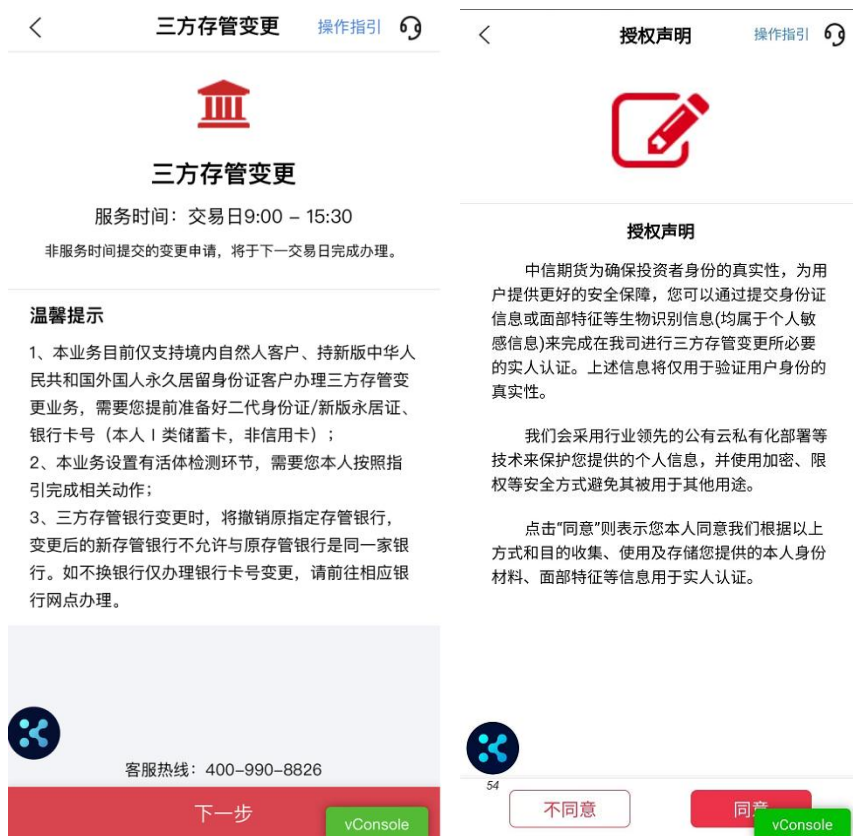 三方存管变更
操作指引
三方存管变更
服务时间：交易日9:00 – 15:30
非服务时间提交的变更申请，将于下一交易日完成办理。
温馨提示
1、本业务目前仅支持境内自然人客户、持新版中华人
民共和国外国人永久居留身份证客户办理三方存管变
更业务，需要您提前准备好二代身份证/新版永居证、
银行卡号（本人Ⅰ类储蓄卡，非信用卡）；
2、本业务设置有活体检测环节，需要您本人按照指
引完成相关动作；
3、三方存管银行变更时，将撤销原指定存管银行，
变更后的新存管银行不允许与原存管银行是同一家银
行。如不换银行仅办理银行卡号变更，请前往相应银
行网点办理。
客服热线：400–990–8826
下一步
vConsole
授权声明
操作指引
授权声明
中信期货为确保投资者身份的真实性，为用
户提供更好的安全保障，您可以通过提交身份证
信息或面部特征等生物识别信息(均属于个人敏
感信息)来完成在我司进行三方存管变更所必要
的实人认证。上述信息将仅用于验证用户身份的
真实性。
我们会采用行业领先的公有云私有化部署等
技术来保护您提供的个人信息，并使用加密、限
权等安全方式避免其被用于其他用途。
点击“同意”则表示您本人同意我们根据以上
方式和目的收集、使用及存储您提供的本人身份
材料、面部特征等信息用于实人认证。
54
不同意
同意
vConsole